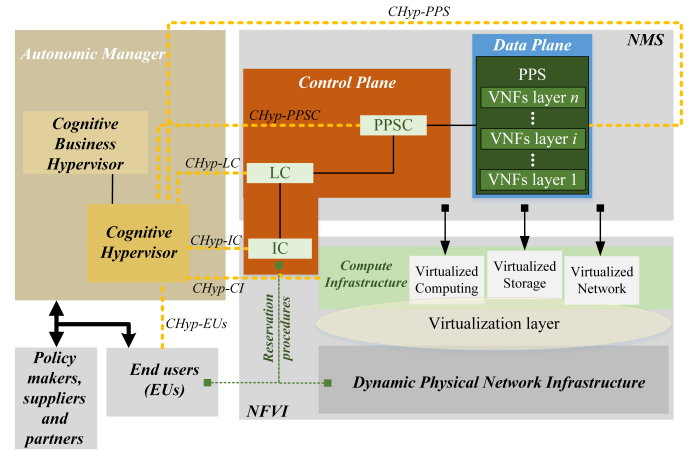 CHyp-PPS
Autonomic Manager
Data Plane
NMS
Control Plane
PPS
VNFs layer n
CHyp-PPSC
PPSC
Cognitive
Business
Hypervisor
VNFs layer i
CHyp-LC
LC
VNFs layer 1
Cognitive
Hypervisor
CHyp-IC
IC
Compute
Infrastructure
Virtualized
Computing
Virtualized
Storage
Virtualized
Network
CHyp-CI
CHyp-EUs
Reservation
procedures
Virtualization layer
Policy
makers,
suppliers
and
partners
End users
(EUs)
Dynamic Physical Network Infrastructure
NFVI